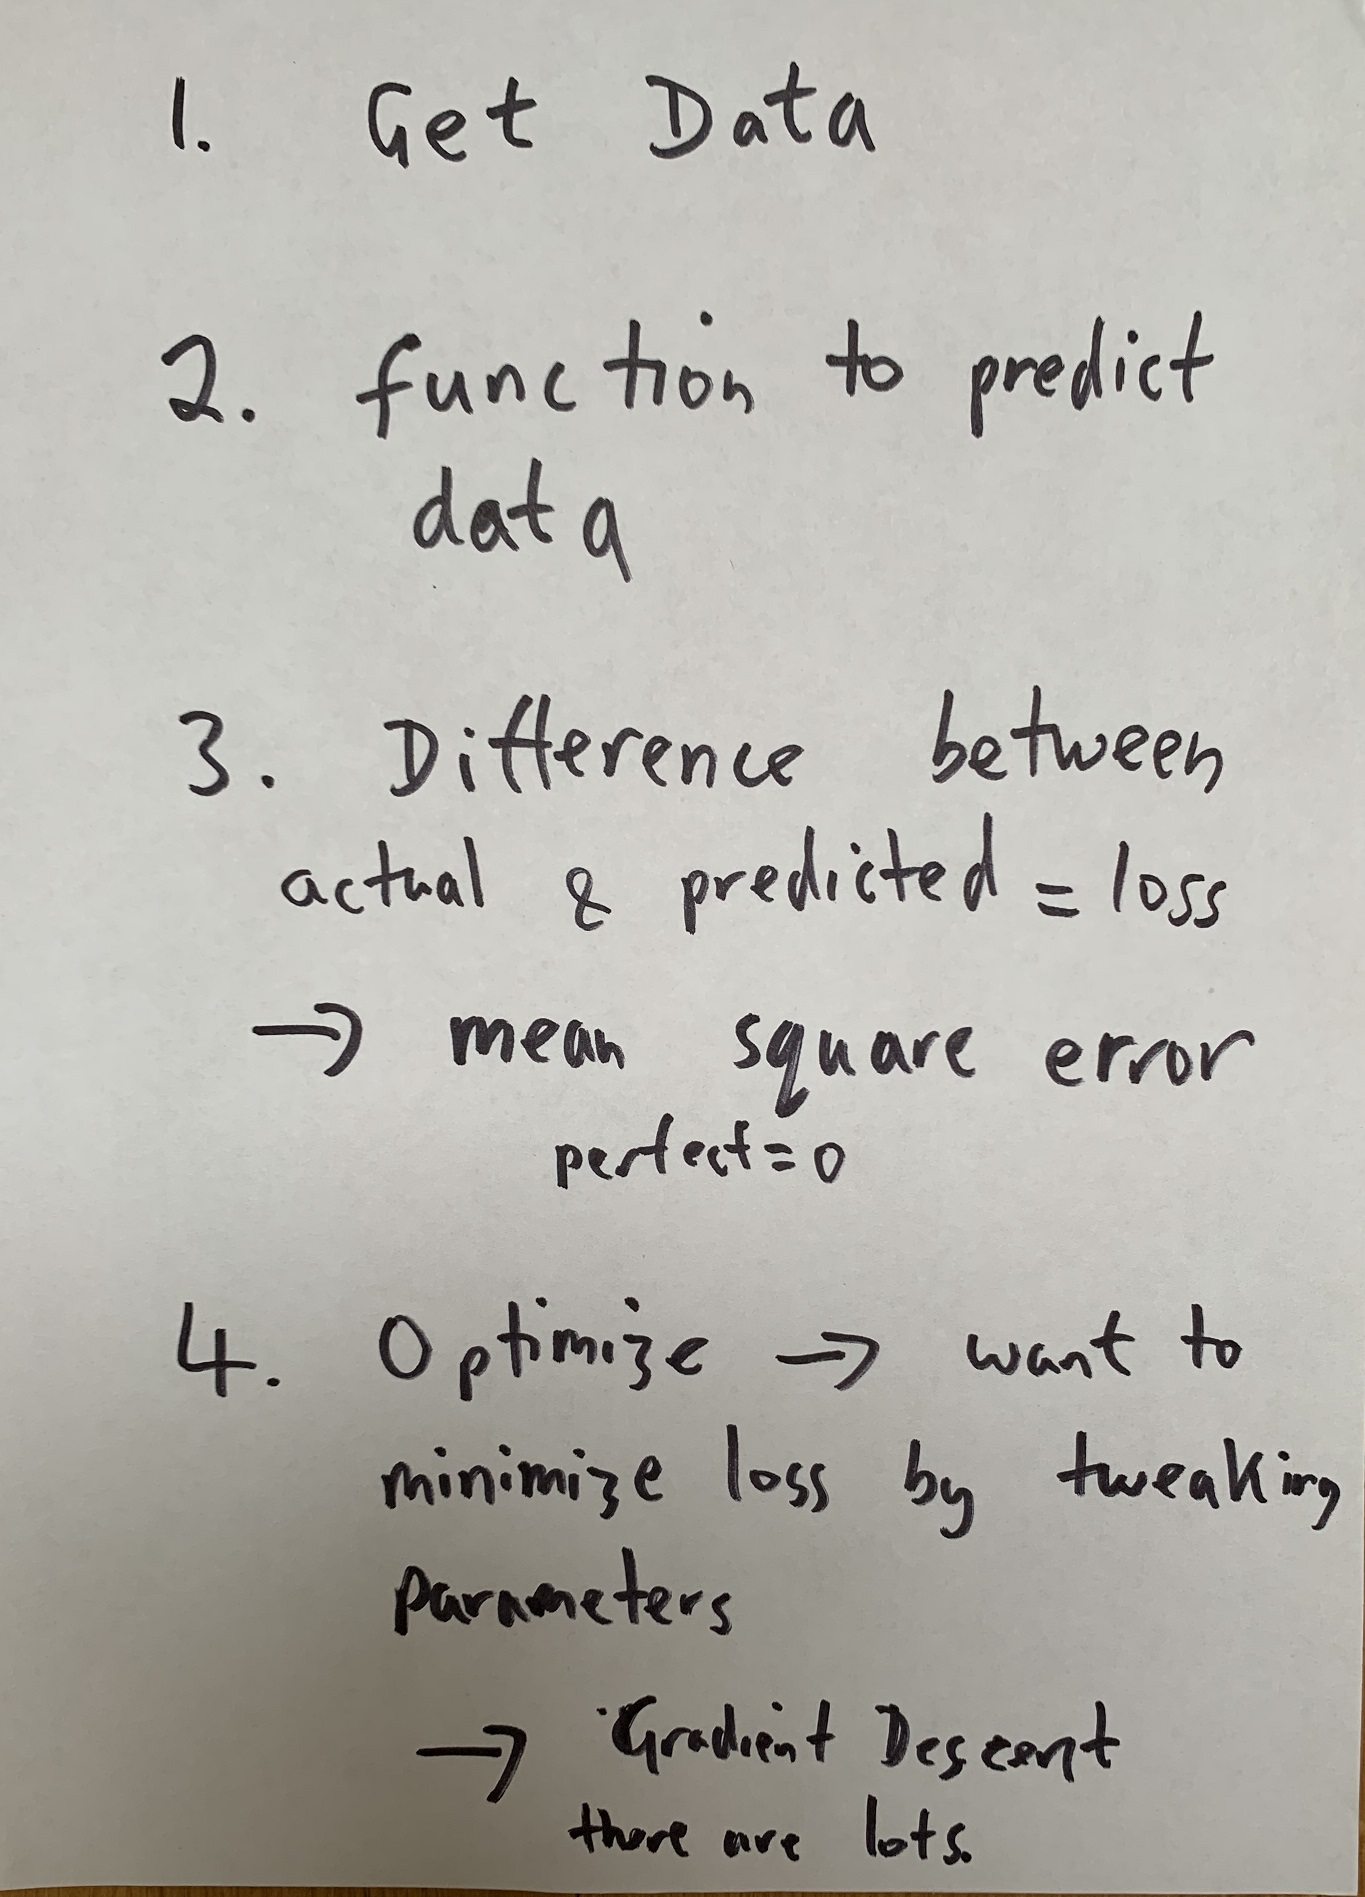 1. Get Data
2. function to predict
data
3. Difference between
actual & predicted = loss
→ mean square error
perfect = 0
4. Optimize → want to
minimize loss by tweaking
parameters
→ Gradient Descent
there are lots.